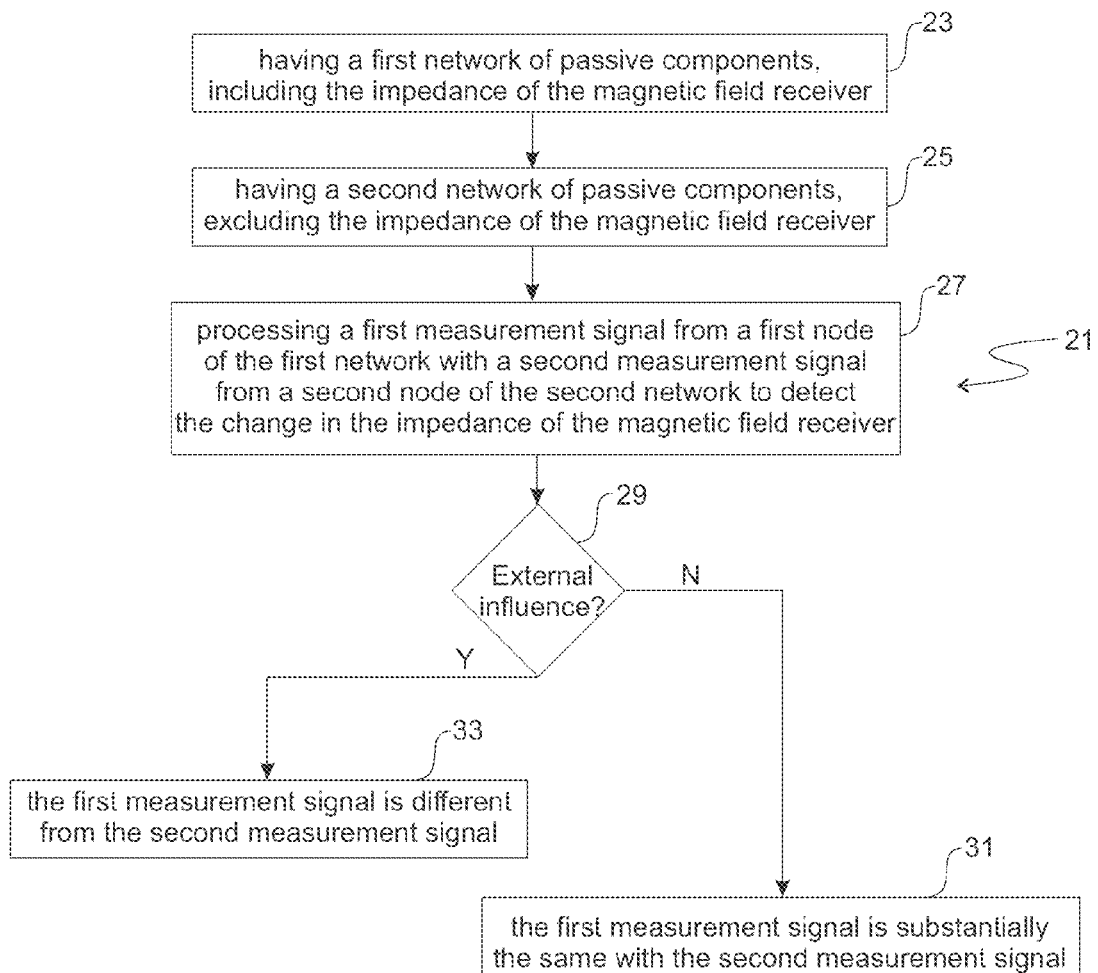 23
having a first network of passive components,
including the impedance of the magnetic field receiver
25
having a second network of passive components,
excluding the impedance of the magnetic field receiver
27
processing a first measurement signal from a first node
of the first network with a second measurement signal
from a second node of the second network to detect
the change in the impedance of the magnetic field receiver
21
29
External
influence?
N
Y
33
the first measurement signal is different
from the second measurement signal
31
the first measurement signal is substantially
the same with the second measurement signal